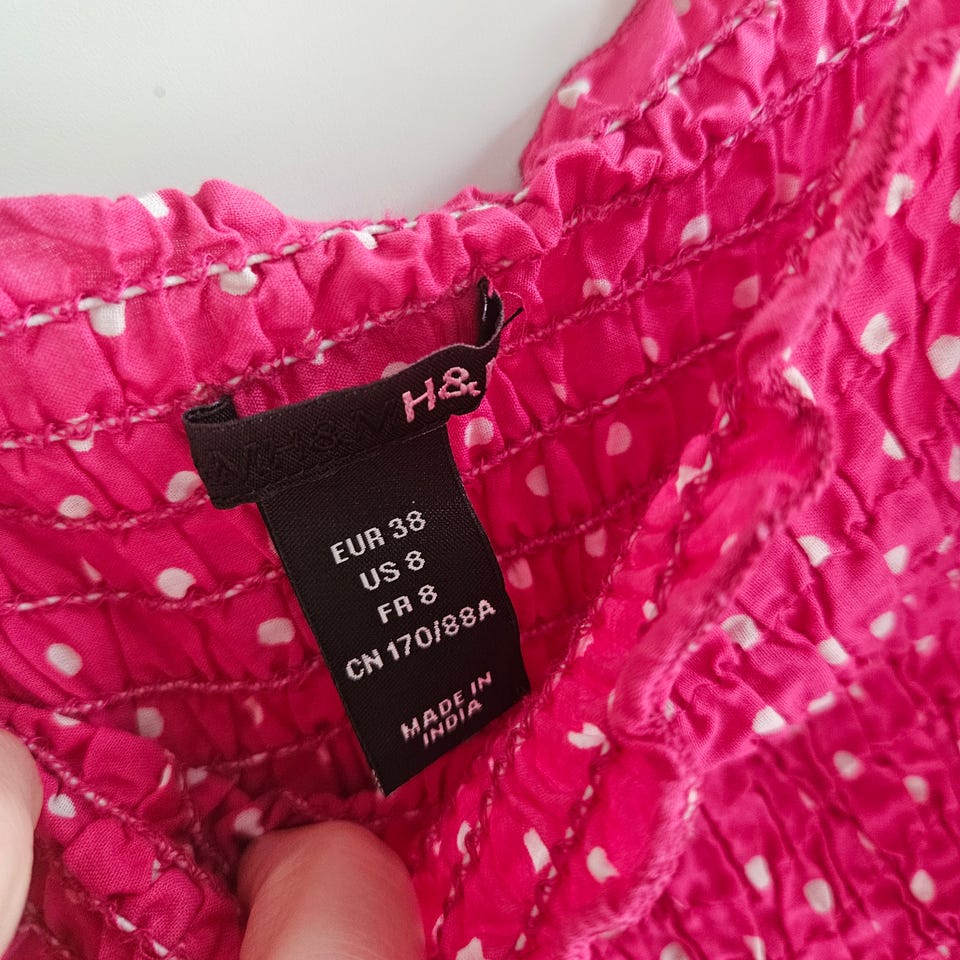 H&
EUR 38
US 8
FR 8
CN 170/88A
MADE IN
INDIA